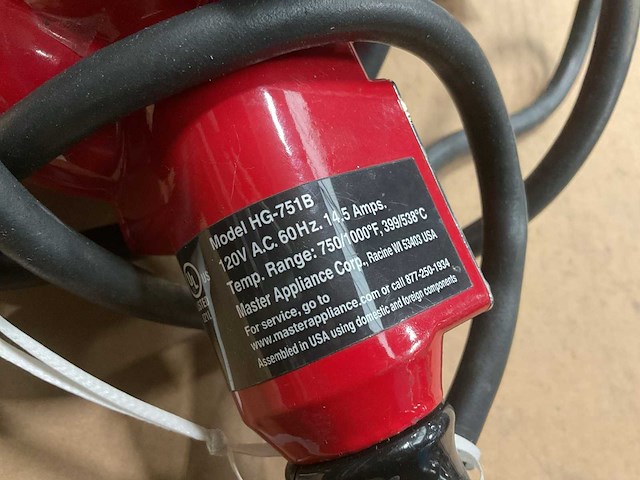 Model HG-751B
120V A.C. 60Hz. 14.5 Amps.
Temp. Range: 750/1000°F, 399/538°C
Master Appliance Corp., Racine WI 53403 USA
For service, go to
www.masterappliance.com or call 877-250-1934
Assembled in USA using domestic and foreign components
UL